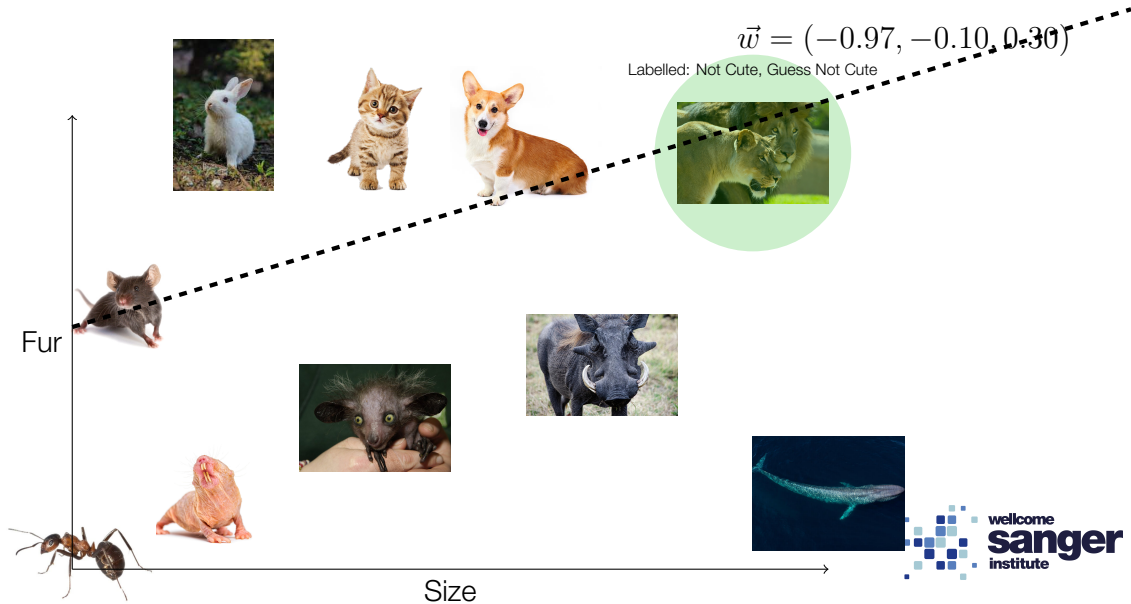 w⃗ = (−0.97, −0.10, 0.30)
Labelled: Not Cute, Guess Not Cute
Fur
Size
wellcome
sanger
institute